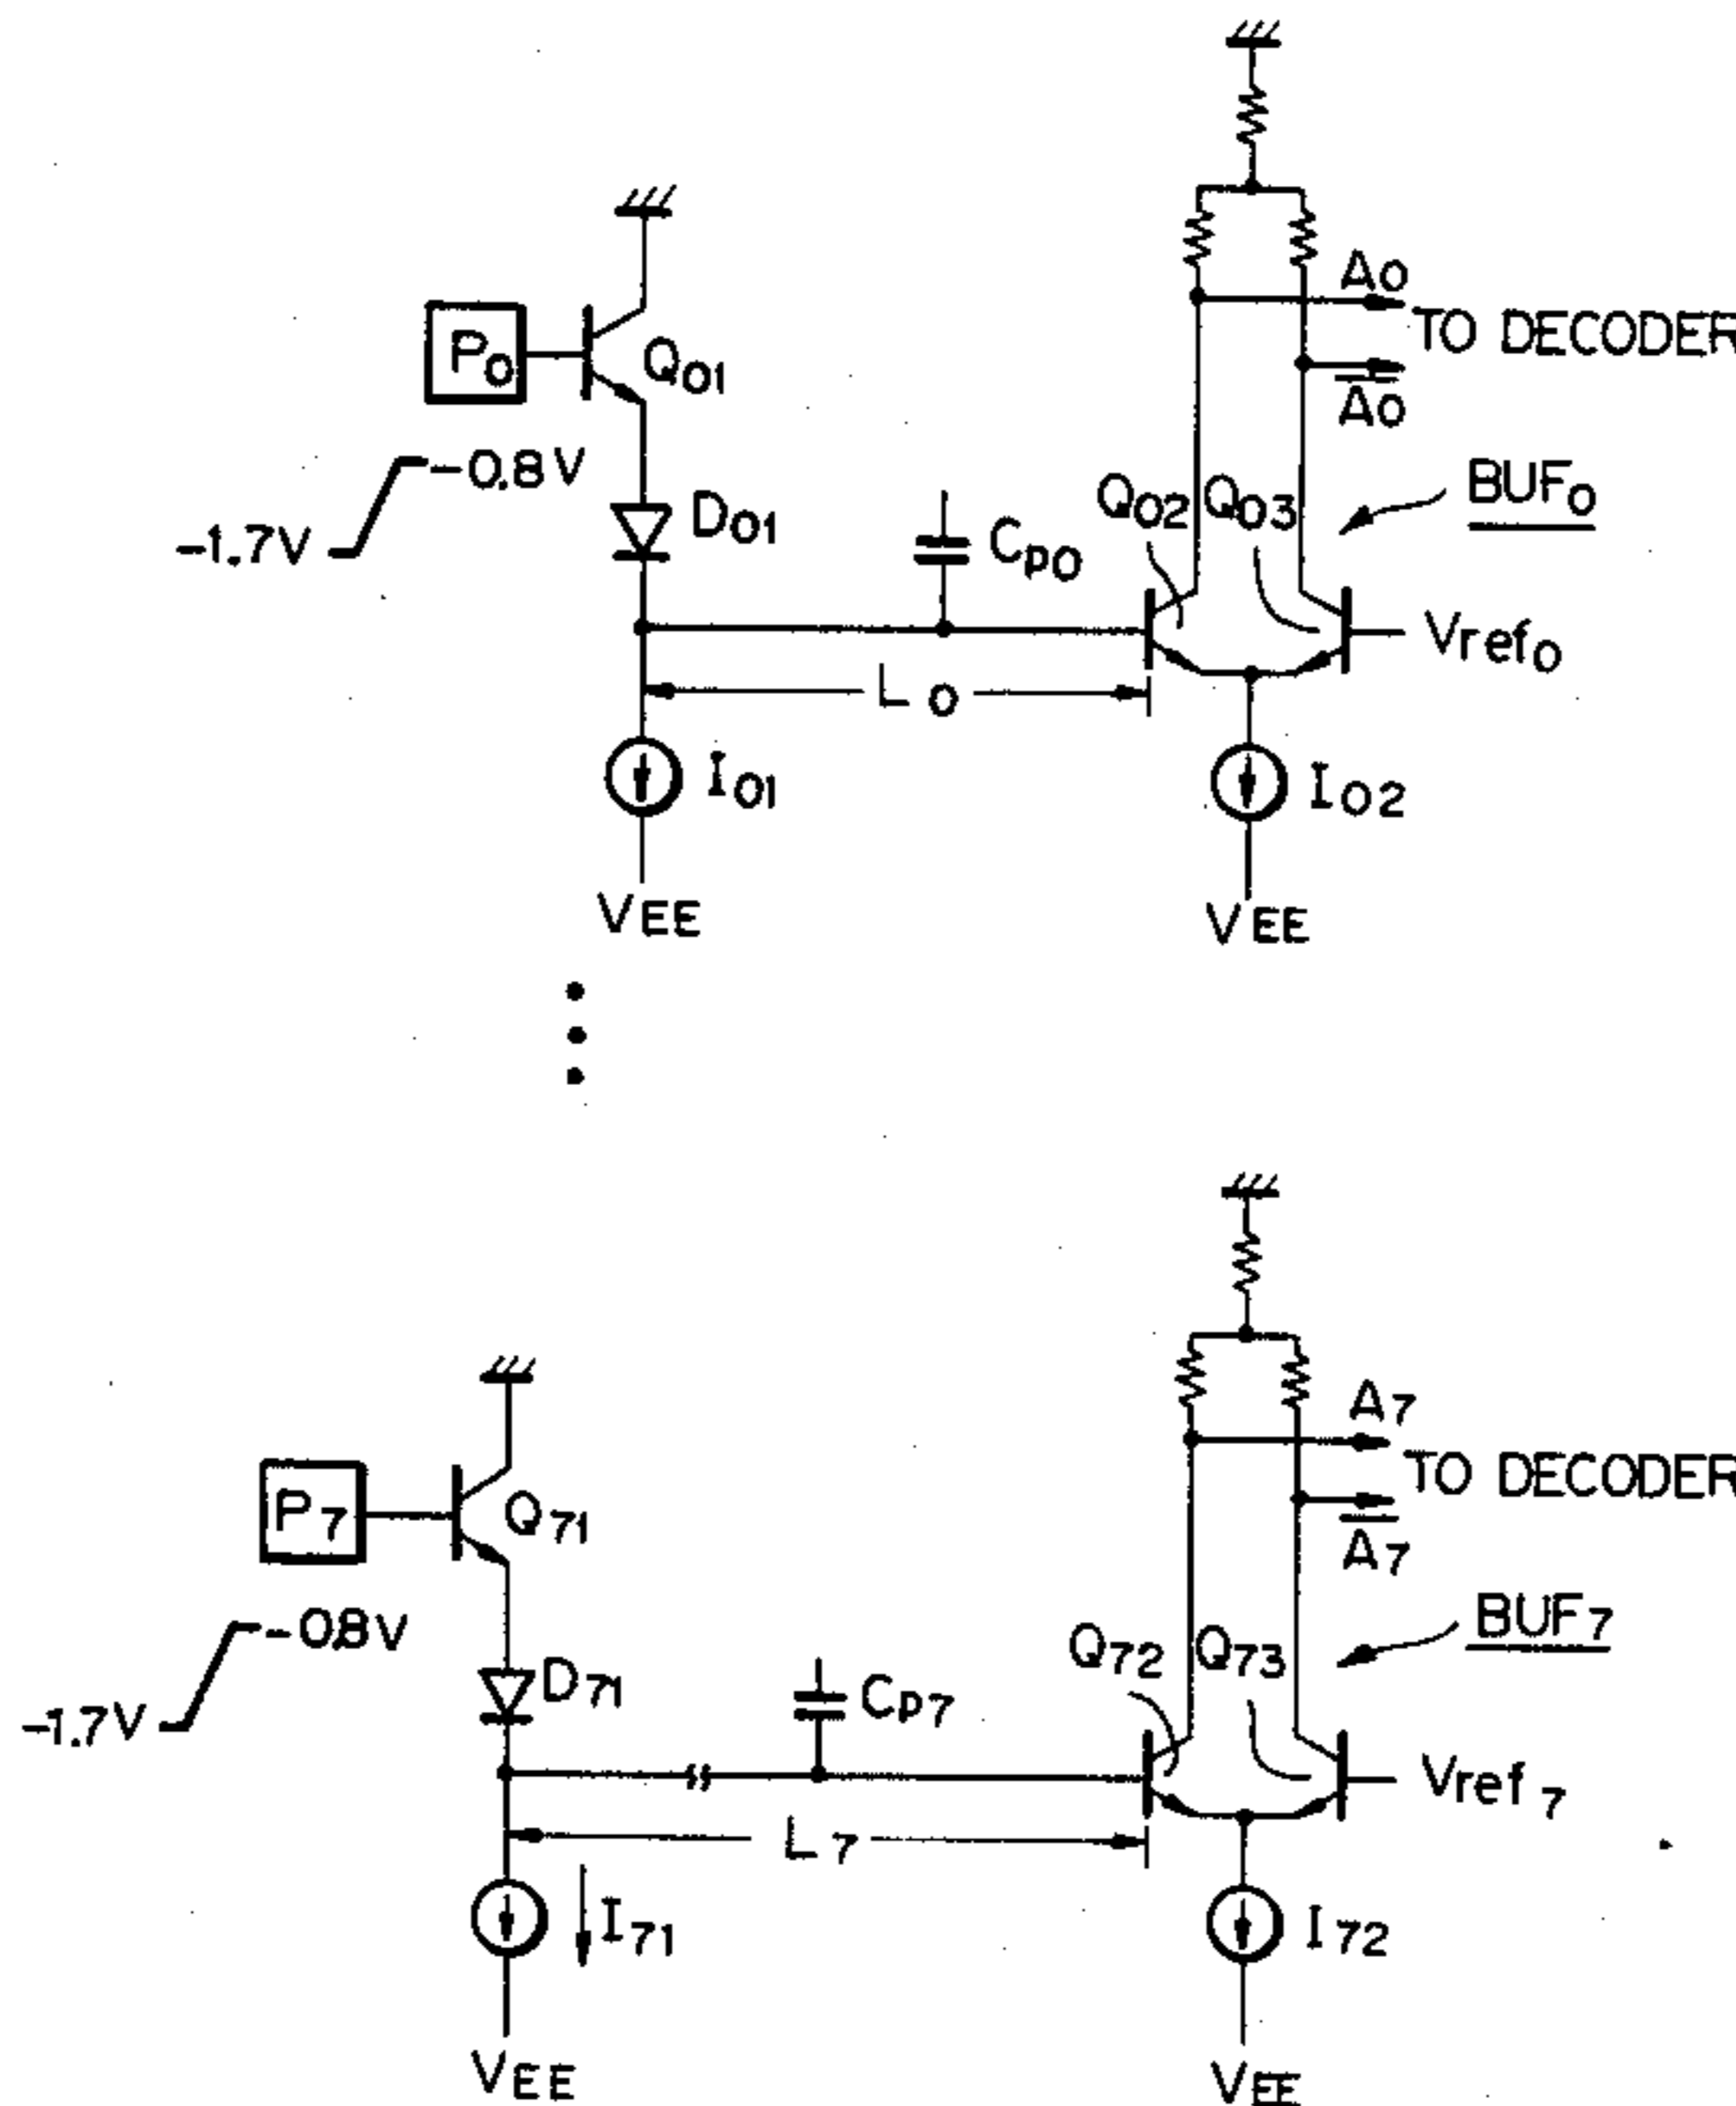 A0
TO DECODER
A̅0̅
P0
Q01
-0.8V
-1.7V
D01
Cp0
Q02
Q03
BUF0
Vref0
L0
I01
I02
VEE
VEE
A7
TO DECODER
A̅7̅
P7
Q71
-0.8V
-1.7V
D71
Cp7
Q72
Q73
BUF7
Vref7
L7
I71
I72
VEE
VEE